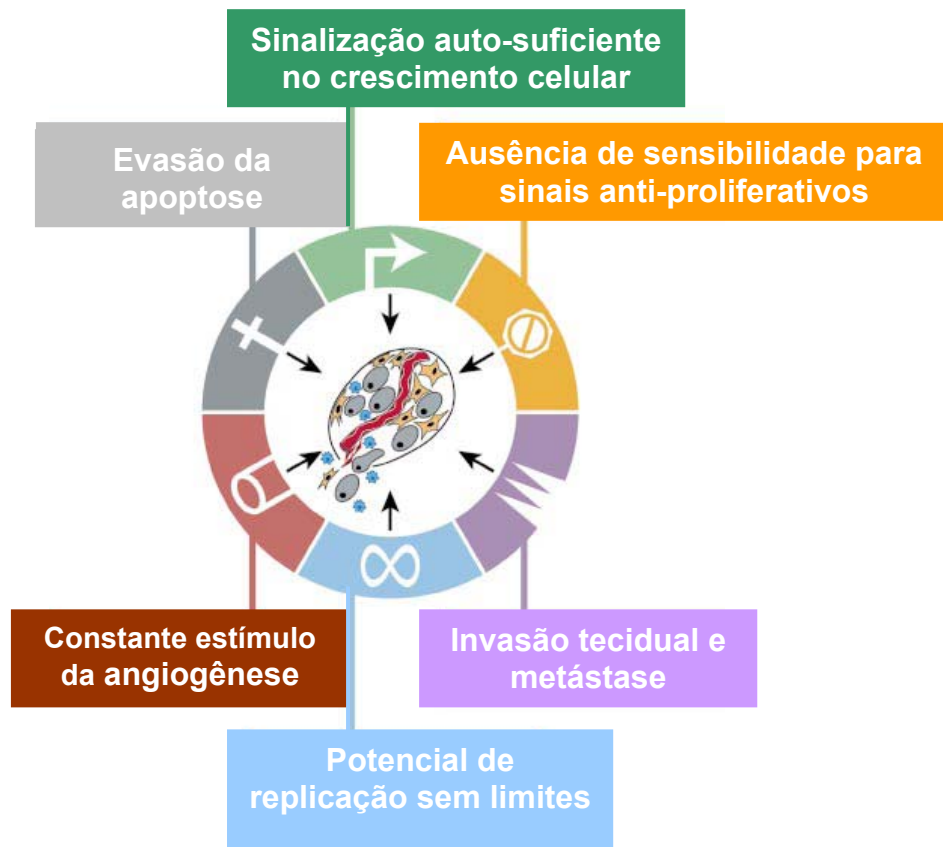 Sinalização auto-suficiente
no crescimento celular
Evasão da
apoptose
Ausência de sensibilidade para
sinais anti-proliferativos
Constante estímulo
da angiogênese
Invasão tecidual e
metástase
Potencial de
replicação sem limites